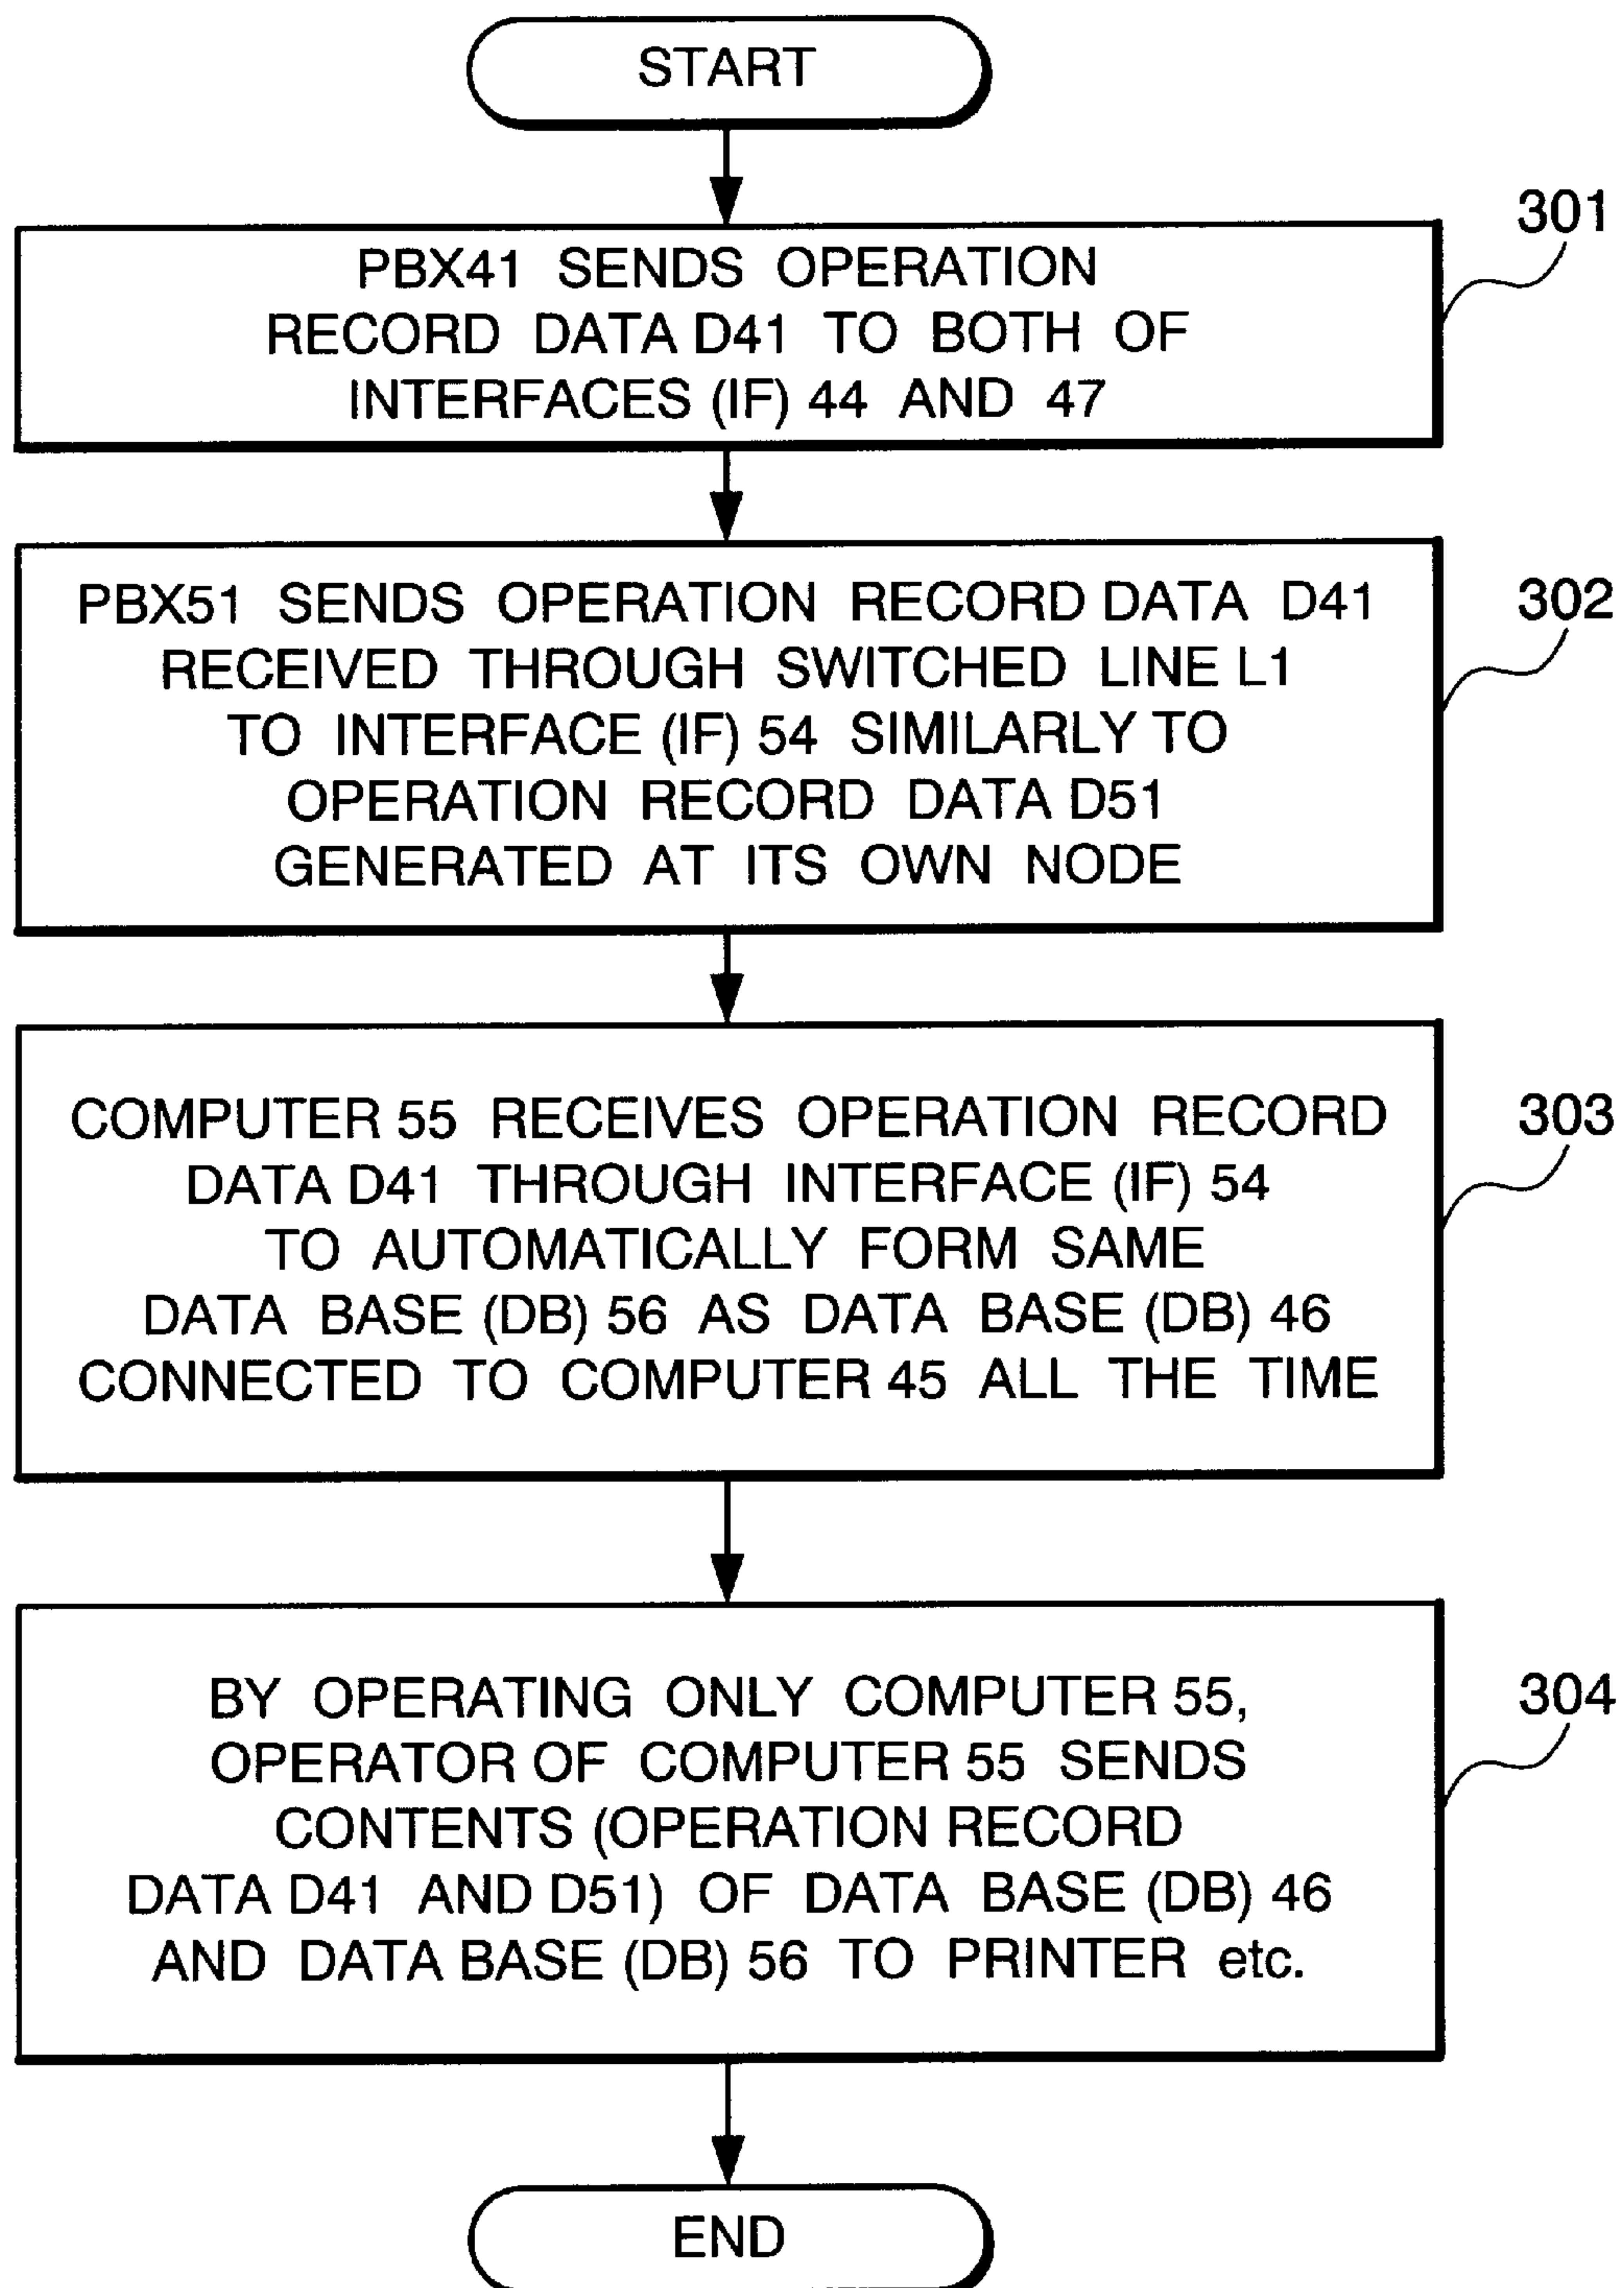 START
301
PBX41 SENDS OPERATION
RECORD DATA D41 TO BOTH OF
INTERFACES (IF) 44 AND 47
302
PBX51 SENDS OPERATION RECORD DATA D41
RECEIVED THROUGH SWITCHED LINE L1
TO INTERFACE (IF) 54 SIMILARLY TO
OPERATION RECORD DATA D51
GENERATED AT ITS OWN NODE
303
COMPUTER 55 RECEIVES OPERATION RECORD
DATA D41 THROUGH INTERFACE (IF) 54
TO AUTOMATICALLY FORM SAME
DATA BASE (DB) 56 AS DATA BASE (DB) 46
CONNECTED TO COMPUTER 45 ALL THE TIME
304
BY OPERATING ONLY COMPUTER 55,
OPERATOR OF COMPUTER 55 SENDS
CONTENTS (OPERATION RECORD
DATA D41 AND D51) OF DATA BASE (DB) 46
AND DATA BASE (DB) 56 TO PRINTER etc.
END